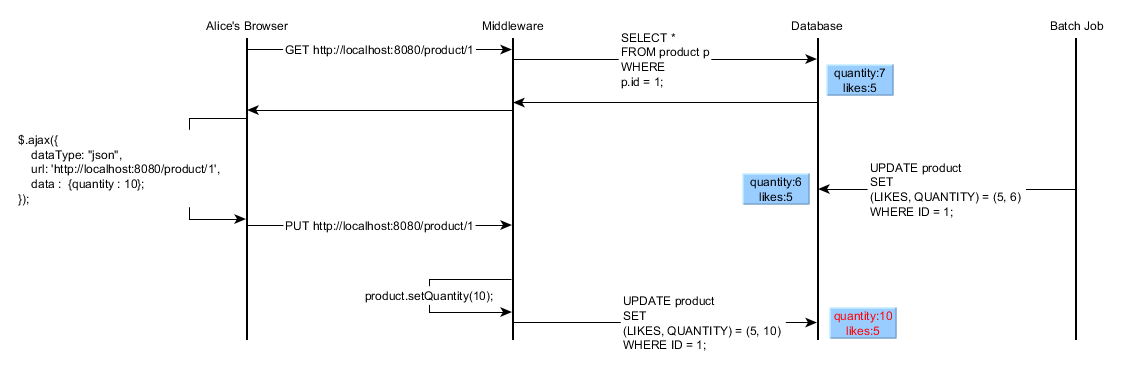 Alice's Browser
Middleware
Database
Batch Job
GET http://localhost:8080/product/1
SELECT *
FROM product p
WHERE
p.id = 1;
quantity:7
likes:5
$.ajax({
dataType: "json",
url: 'http://localhost:8080/product/1',
data : {quantity : 10};
});
quantity:6
likes:5
UPDATE product
SET
(LIKES, QUANTITY) = (5, 6)
WHERE ID = 1;
PUT http://localhost:8080/product/1
product.setQuantity(10);
UPDATE product
SET
(LIKES, QUANTITY) = (5, 10)
WHERE ID = 1;
quantity:10
likes:5